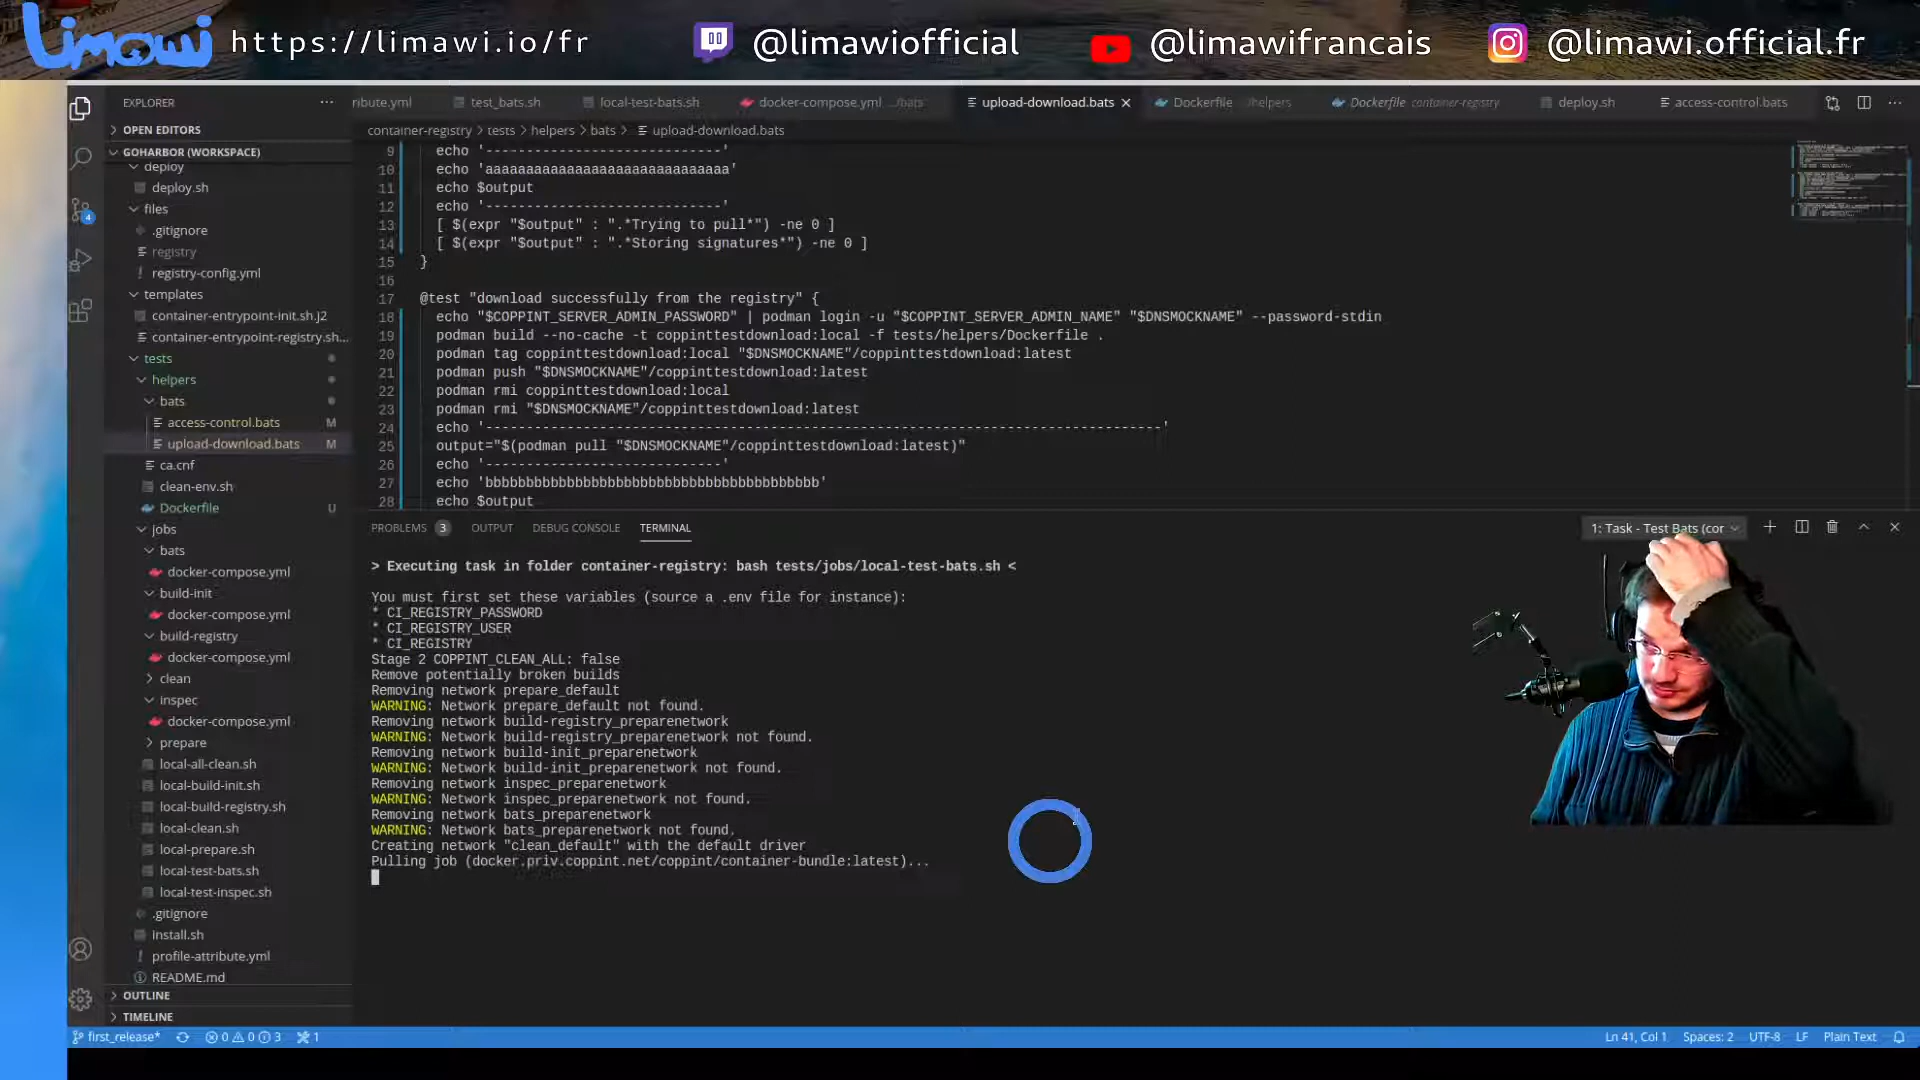 Limawi https://limawi.io/fr @limawiofficial @limawifrancais @limawi.official.fr
EXPLORER ··· ribute.yml test_bats.sh local-test-bats.sh docker-compose.yml .../bats upload-download.bats Dockerfile .../helpers Dockerfile container-registry deploy.sh access-control.bats
OPEN EDITORS
container-registry > tests > helpers > bats > upload-download.bats
GOHARBOR (WORKSPACE)
deploy
deploy.sh
files
.gitignore
registry
registry-config.yml
templates
container-entrypoint-init.sh.j2
container-entrypoint-registry.sh...
tests
helpers
bats
access-control.bats M
upload-download.bats M
ca.cnf
clean-env.sh
Dockerfile U
jobs
bats
docker-compose.yml
build-init
docker-compose.yml
build-registry
docker-compose.yml
clean
inspec
docker-compose.yml
prepare
local-all-clean.sh
local-build-init.sh
local-build-registry.sh
local-clean.sh
local-prepare.sh
local-test-bats.sh
local-test-inspec.sh
.gitignore
install.sh
profile-attribute.yml
README.md
OUTLINE
TIMELINE
9 echo '-----------------------------'
10 echo 'aaaaaaaaaaaaaaaaaaaaaaaaaaaaaa'
11 echo $output
12 echo '-----------------------------'
13 [ $(expr "$output" : ".*Trying to pull*") -ne 0 ]
14 [ $(expr "$output" : ".*Storing signatures*") -ne 0 ]
15 }
16
17 @test "download successfully from the registry" {
18 echo "$COPPINT_SERVER_ADMIN_PASSWORD" | podman login -u "$COPPINT_SERVER_ADMIN_NAME" "$DNSMOCKNAME" --password-stdin
19 podman build --no-cache -t coppinttestdownload:local -f tests/helpers/Dockerfile .
20 podman tag coppinttestdownload:local "$DNSMOCKNAME"/coppinttestdownload:latest
21 podman push "$DNSMOCKNAME"/coppinttestdownload:latest
22 podman rmi coppinttestdownload:local
23 podman rmi "$DNSMOCKNAME"/coppinttestdownload:latest
24 echo '-----------------------------------------------------------------------------------'
25 output="$(podman pull "$DNSMOCKNAME"/coppinttestdownload:latest)"
26 echo '-----------------------------'
27 echo 'bbbbbbbbbbbbbbbbbbbbbbbbbbbbbbbbbbbbbbbbb'
28 echo $output
PROBLEMS 3 OUTPUT DEBUG CONSOLE TERMINAL 1: Task - Test Bats (cor
> Executing task in folder container-registry: bash tests/jobs/local-test-bats.sh <
You must first set these variables (source a .env file for instance):
* CI_REGISTRY_PASSWORD
* CI_REGISTRY_USER
* CI_REGISTRY
Stage 2 COPPINT_CLEAN_ALL: false
Remove potentially broken builds
Removing network prepare_default
WARNING: Network prepare_default not found.
Removing network build-registry_preparenetwork
WARNING: Network build-registry_preparenetwork not found.
Removing network build-init_preparenetwork
WARNING: Network build-init_preparenetwork not found.
Removing network inspec_preparenetwork
WARNING: Network inspec_preparenetwork not found.
Removing network bats_preparenetwork
WARNING: Network bats_preparenetwork not found.
Creating network "clean_default" with the default driver
Pulling job (docker.priv.coppint.net/coppint/container-bundle:latest)...
first_release* 0 0 3 1 Ln 41, Col 1 Spaces: 2 UTF-8 LF Plain Text